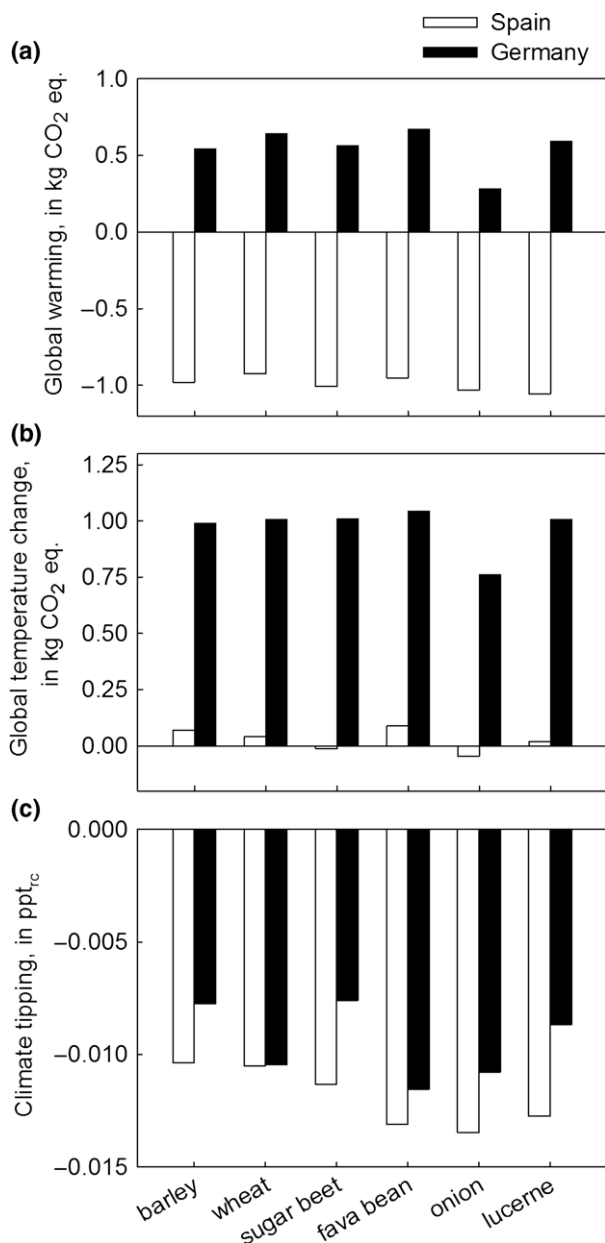 Spain
Germany
(a)
Global warming, in kg CO₂ eq.
1.0
0.5
0.0
−0.5
−1.0
(b)
Global temperature change,
in kg CO₂ eq.
1.25
1.00
0.75
0.50
0.25
0.00
(c)
Climate tipping, in ppt_rc
0.000
−0.005
−0.010
−0.015
barley
wheat
sugar beet
fava bean
onion
lucerne